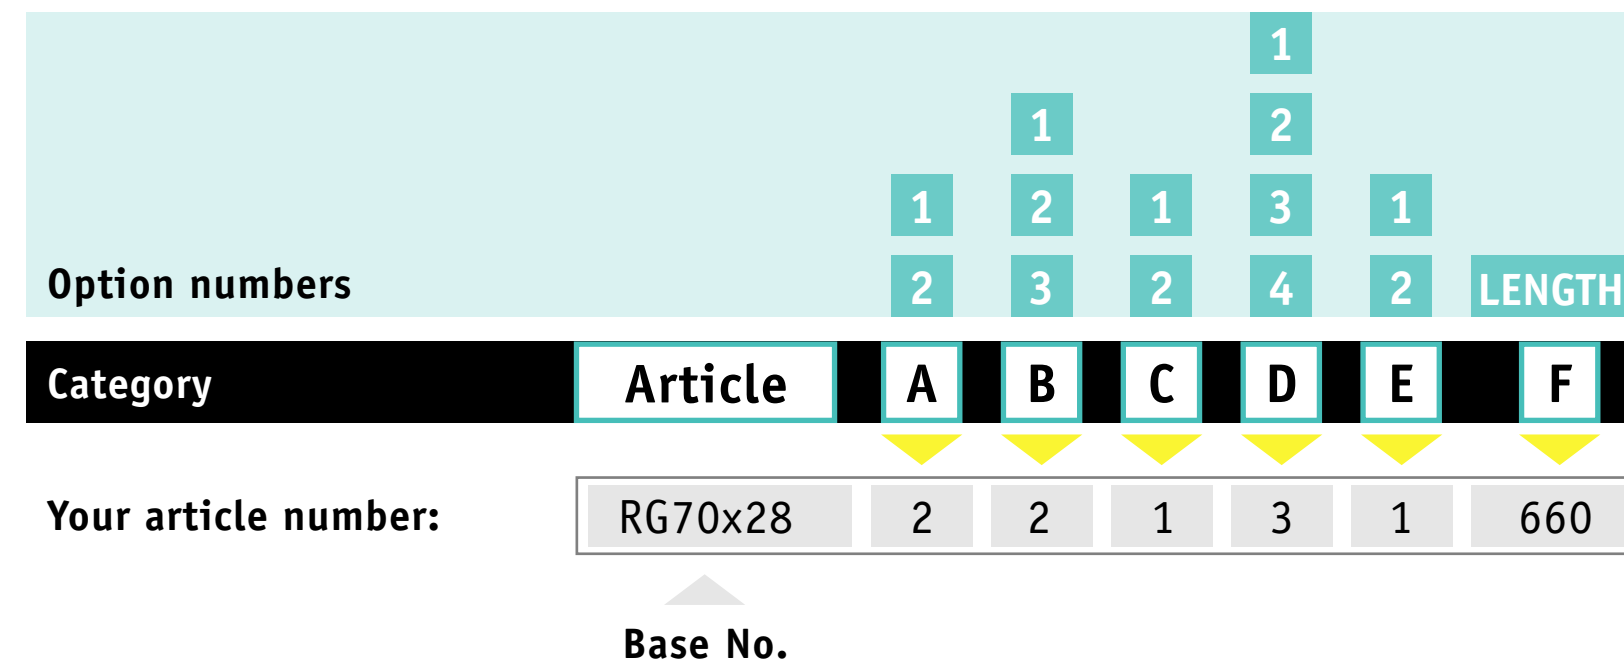 1
1 2
1 2 1 3 1
Option numbers 2 3 2 4 2 LENGTH
Category Article A B C D E F
Your article number: RG70x28 2 2 1 3 1 660
Base No.